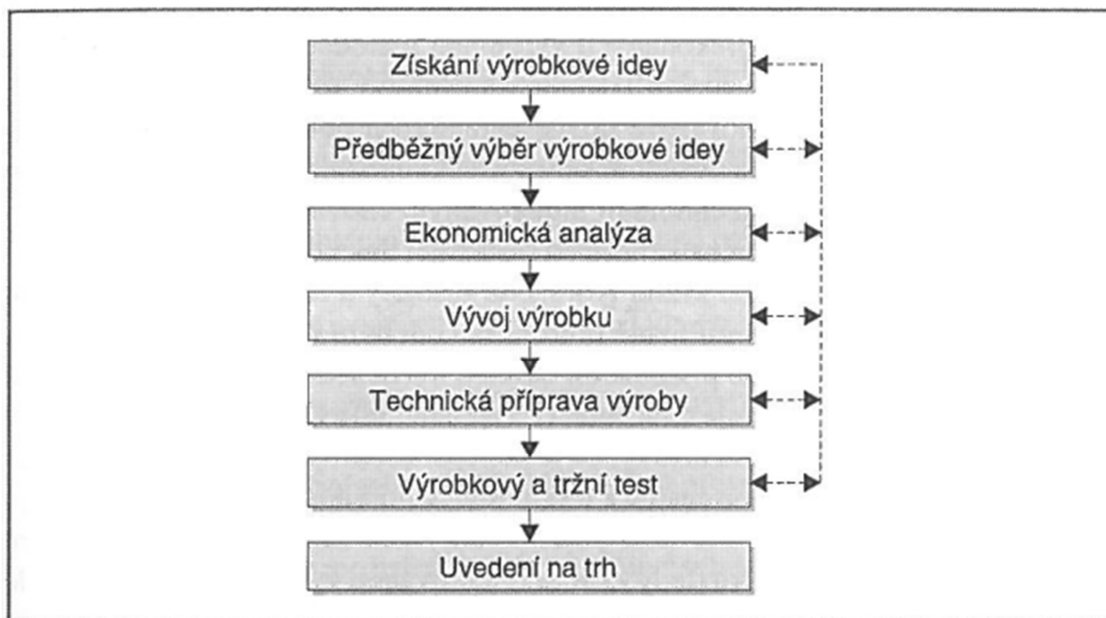 Získání výrobkové idey
Předběžný výběr výrobkové idey
Ekonomická analýza
Vývoj výrobku
Technická příprava výroby
Výrobkový a tržní test
Uvedení na trh